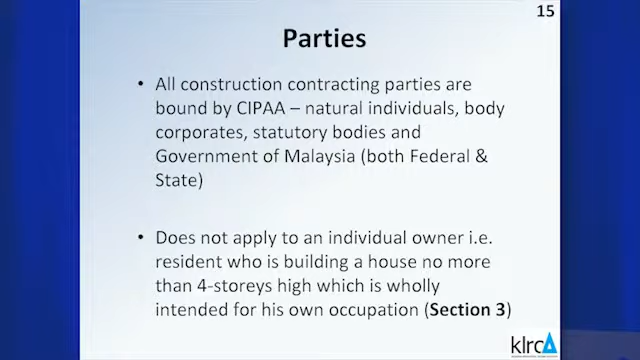 15
Parties
• All construction contracting parties are
bound by CIPAA – natural individuals, body
corporates, statutory bodies and
Government of Malaysia (both Federal &
State)
• Does not apply to an individual owner i.e.
resident who is building a house no more
than 4-storeys high which is wholly
intended for his own occupation (Section 3)
klrca